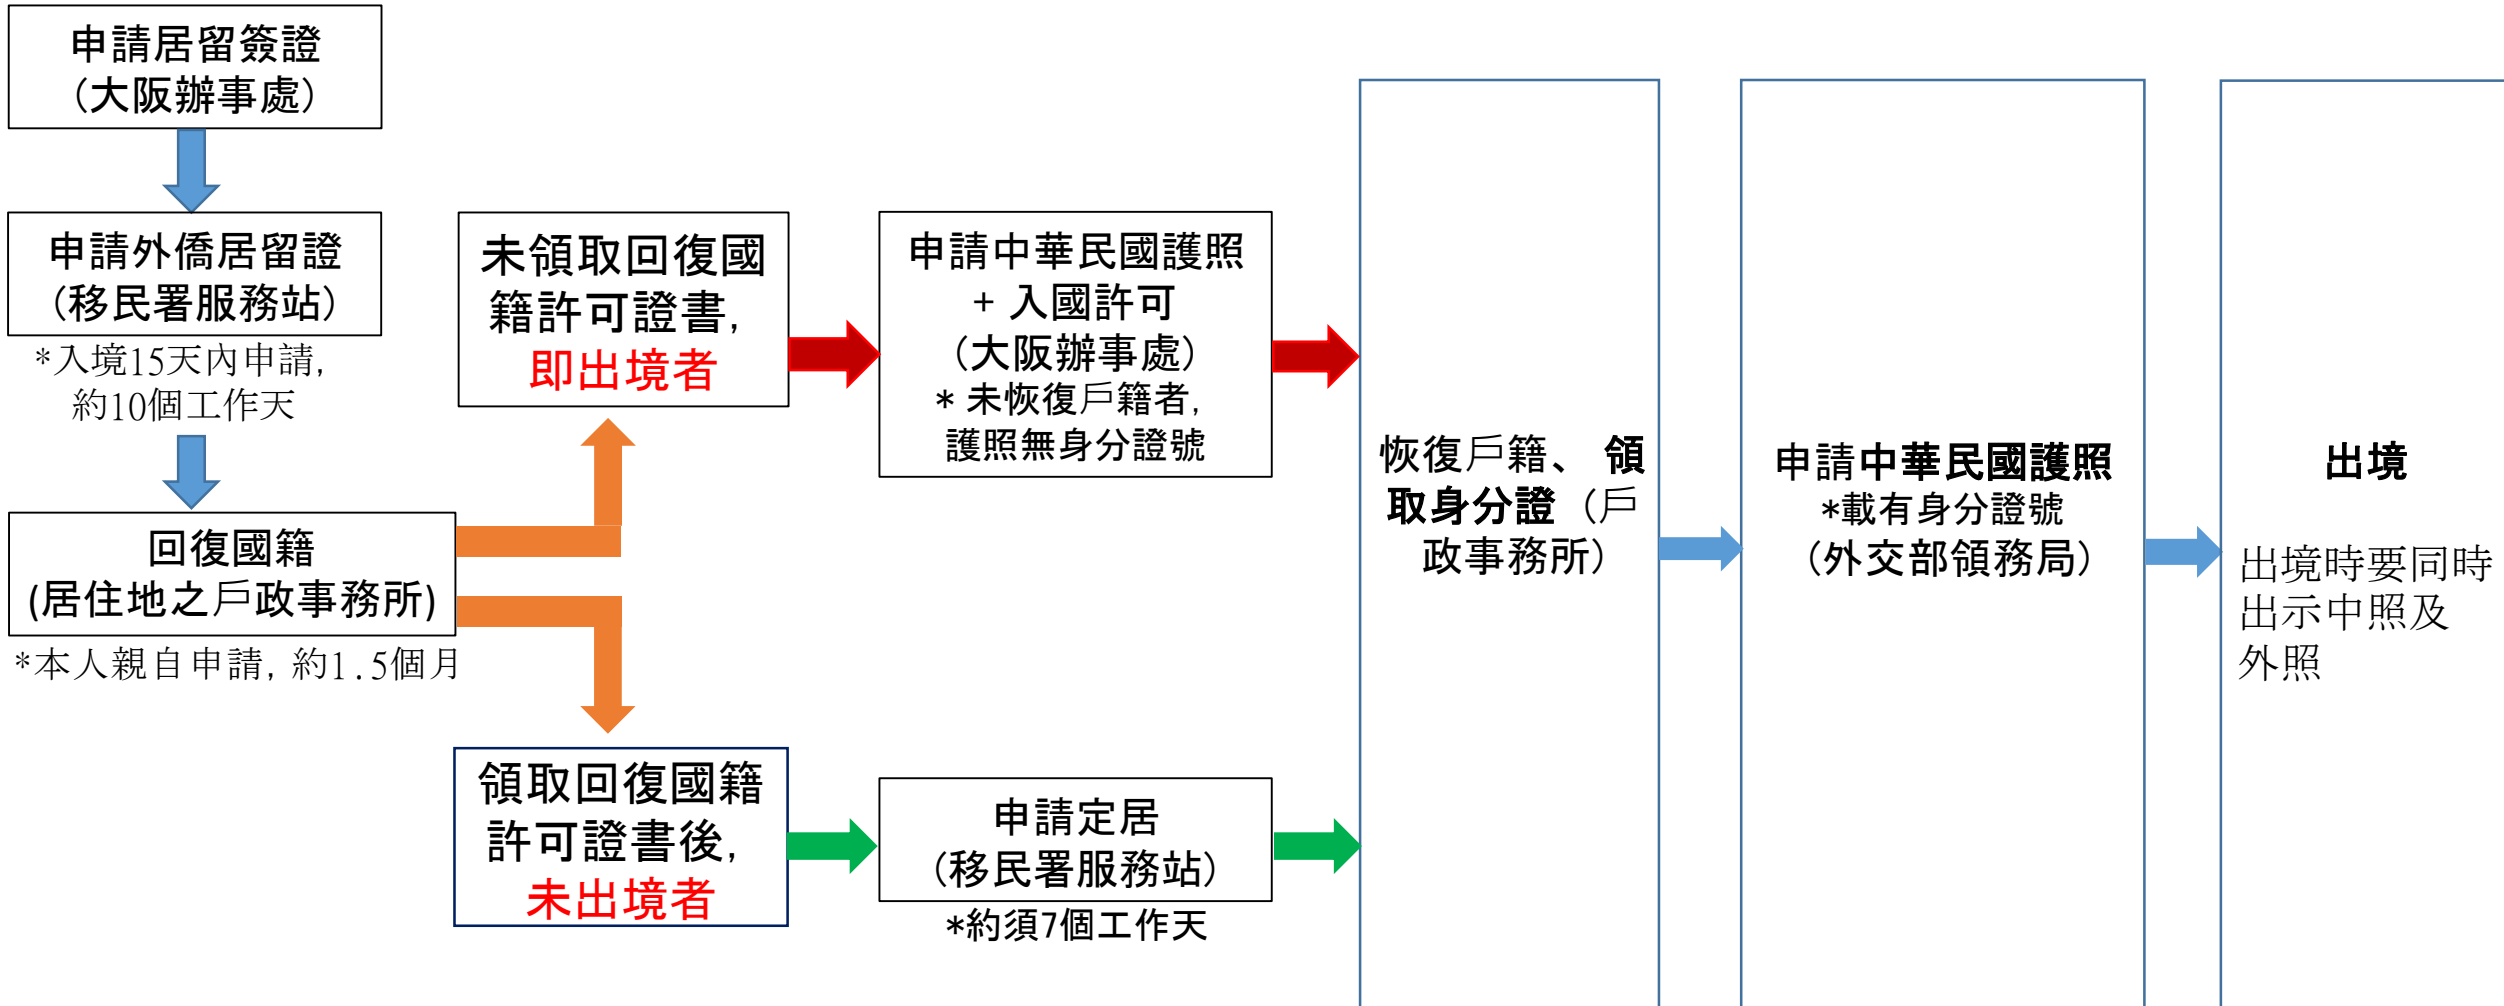 申請居留簽證
（大阪辦事處）
申請外僑居留證
（移民署服務站）
*入境15天內申請，
約10個工作天
回復國籍
(居住地之戶政事務所)
*本人親自申請，約1.5個月
未領取回復國
籍許可證書，
即出境者
領取回復國籍
許可證書後，
未出境者
申請中華民國護照
+ 入國許可
（大阪辦事處）
* 未恢復戶籍者，
護照無身分證號
申請定居
（移民署服務站）
*約須7個工作天
恢復戶籍、 領
取身分證（戶
政事務所）
申請中華民國護照
*載有身分證號
（外交部領務局）
出境
出境時要同時
出示中照及
外照